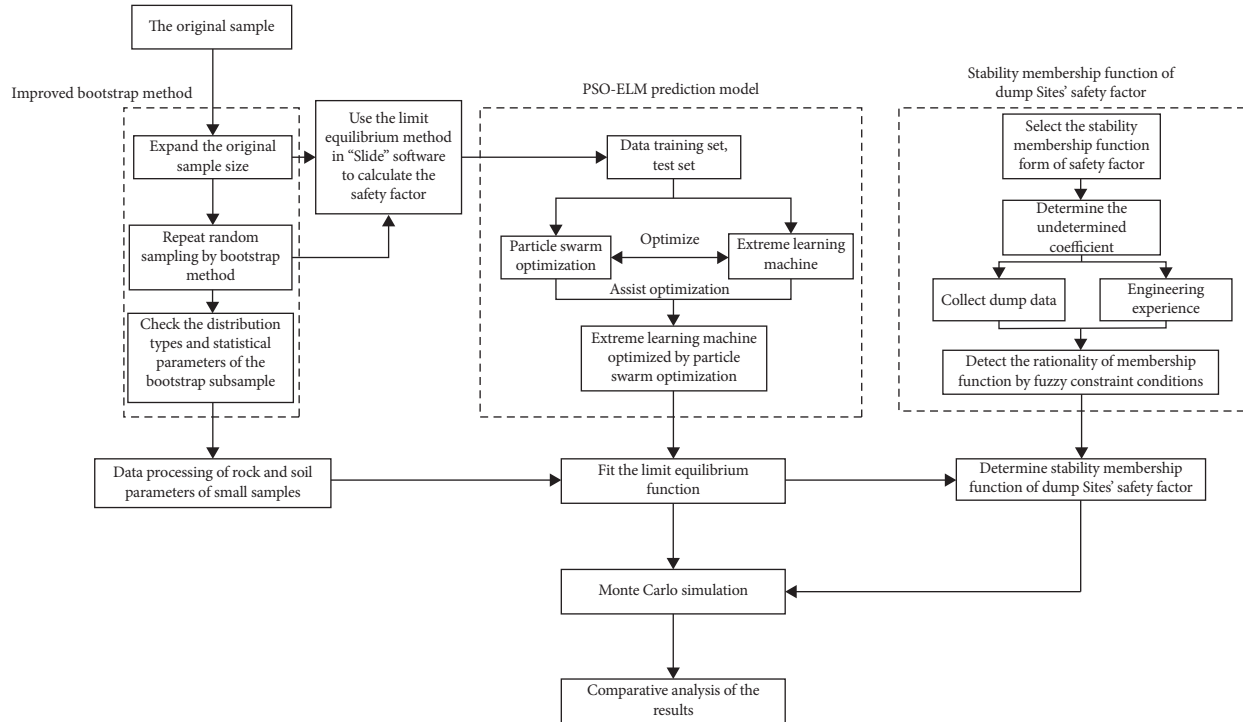 The original sample
Improved bootstrap method
Expand the original
sample size
Repeat random
sampling by bootstrap
method
Check the distribution
types and statistical
parameters of the
bootstrap subsample
Data processing of rock and soil
parameters of small samples
Use the limit
equilibrium method
in "Slide" software
to calculate the
safety factor
PSO-ELM prediction model
Data training set,
test set
Particle swarm
optimization
Optimize
Extreme learning
machine
Assist optimization
Extreme learning machine
optimized by particle
swarm optimization
Fit the limit equilibrium
function
Monte Carlo simulation
Comparative analysis of the
results
Stability membership function of
dump Sites' safety factor
Select the stability
membership function
form of safety factor
Determine the
undetermined
coefficient
Collect dump data
Engineering
experience
Detect the rationality of membership
function by fuzzy constraint conditions
Determine stability membership
function of dump Sites' safety factor